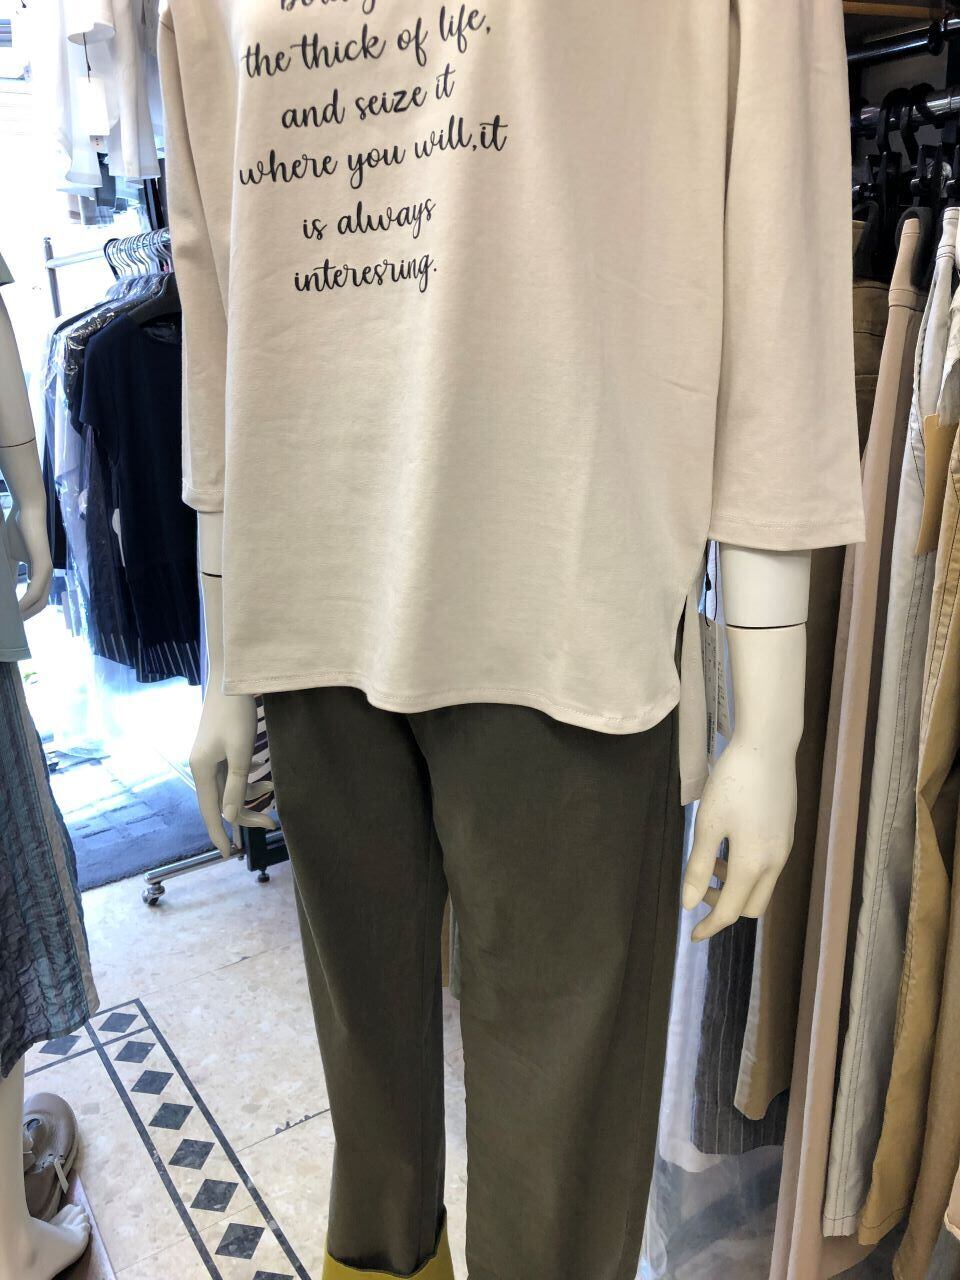 the thick of life,
and seize it
where you will,it
is always
interesring.